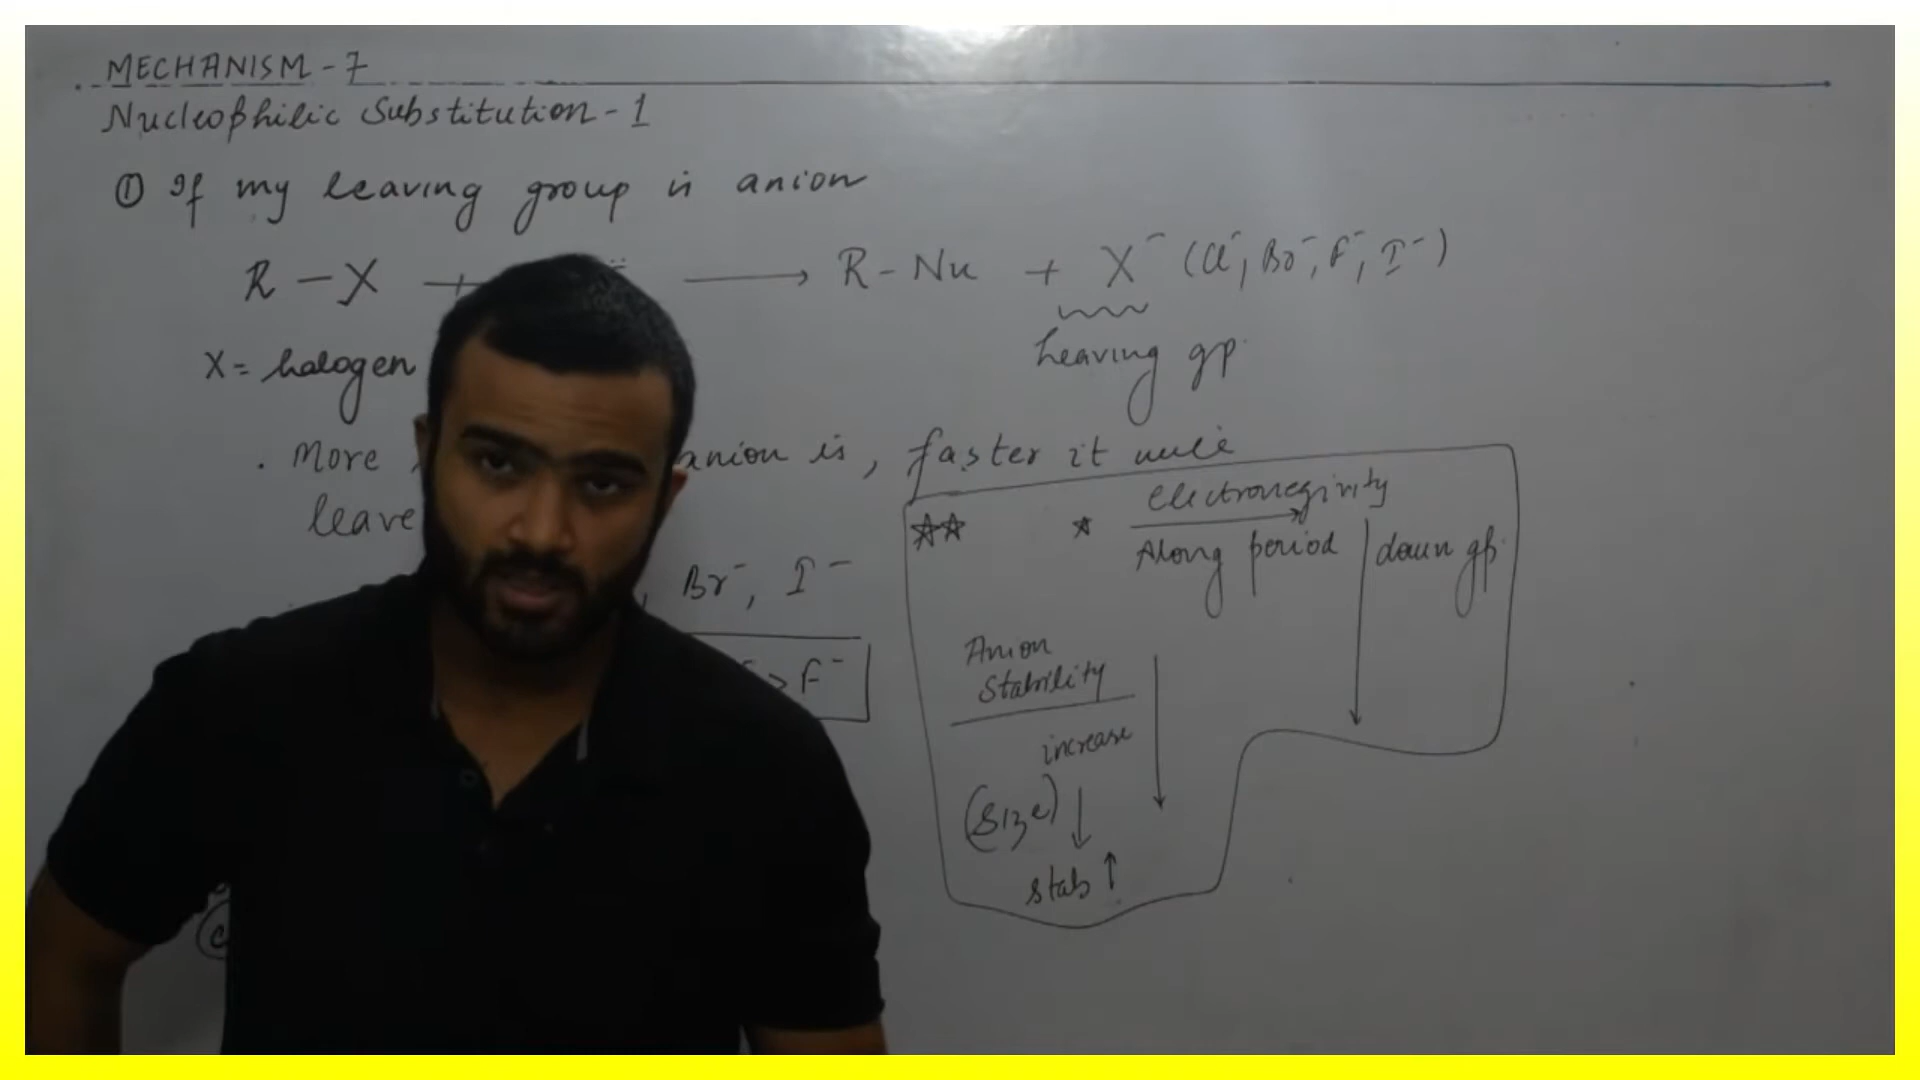 MECHANISM - 7
Nucleophilic Substitution - 1
① If my leaving group is anion
R - X + → R - Nu + X⁻ (Cl⁻, Br⁻, F⁻, I⁻)
X = halogen
Leaving gp.
. More anion is, faster it will
leave
, Br⁻, I⁻
> F⁻
☆☆ ☆ electronegivity
Along period
down gp.
Anion
stability
increase
(Size) ↓
stab ↑